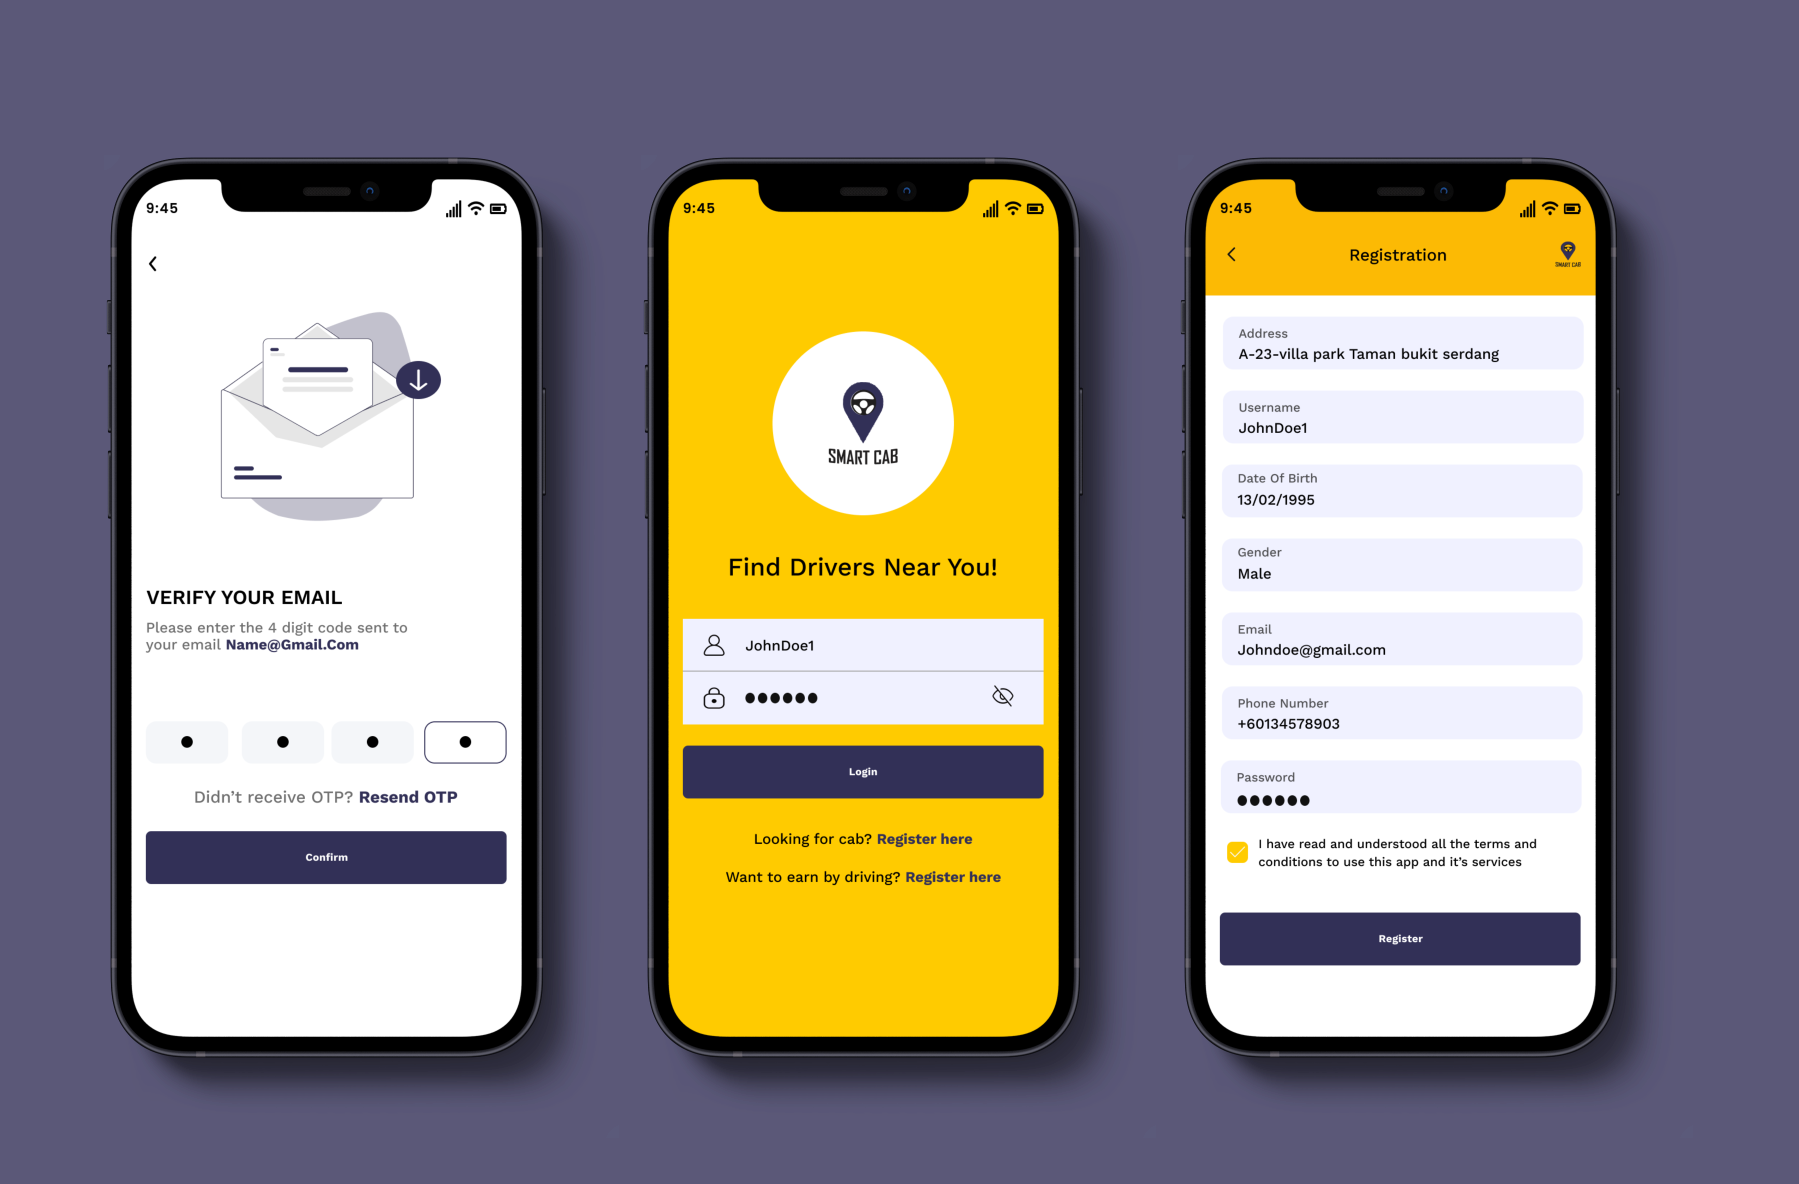 9:45
VERIFY YOUR EMAIL
Please enter the 4 digit code sent to
your email Name@Gmail.Com
Didn't receive OTP? Resend OTP
Confirm
9:45
SMART CAB
Find Drivers Near You!
JohnDoe1
Login
Looking for cab? Register here
Want to earn by driving? Register here
9:45
Registration
SMART CAB
Address
A-23-villa park Taman bukit serdang
Username
JohnDoe1
Date Of Birth
13/02/1995
Gender
Male
Email
Johndoe@gmail.com
Phone Number
+60134578903
Password
I have read and understood all the terms and
conditions to use this app and it's services
Register